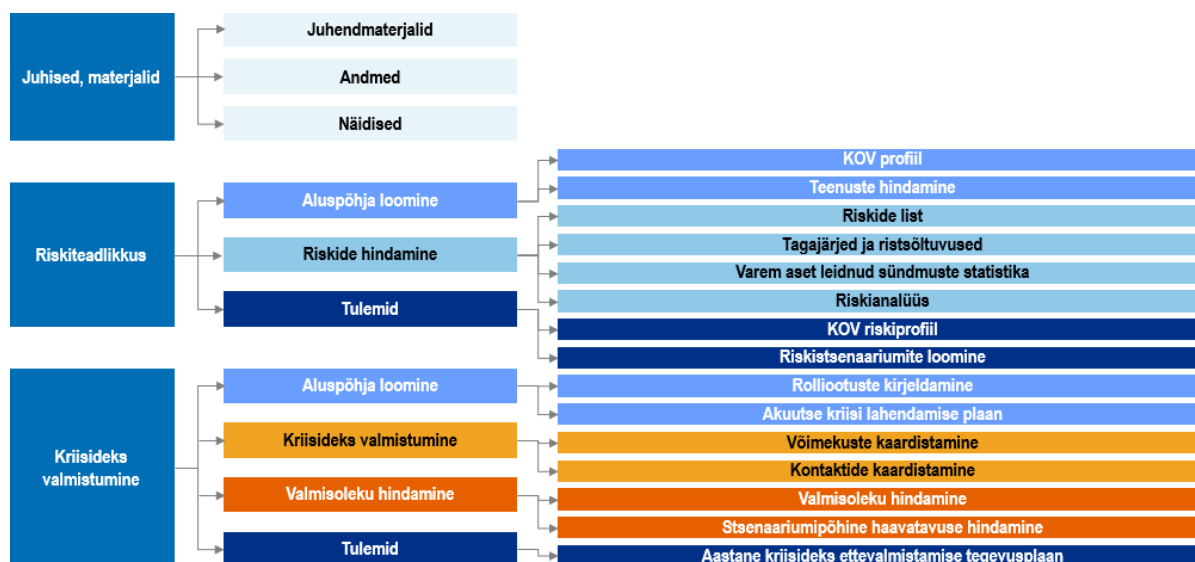 Juhised, materjalid
Juhendmaterjalid
Andmed
Näidised
Riskiteadlikkus
Aluspõhja loomine
KOV profiil
Teenuste hindamine
Riskide hindamine
Riskide list
Tagajärjed ja ristsõltuvused
Varem aset leidnud sündmuste statistika
Riskianalüüs
Tulemid
KOV riskiprofiil
Riskistsenaariumite loomine
Kriisideks
valmistumine
Aluspõhja loomine
Rolliootuste kirjeldamine
Akuutse kriisi lahendamise plaan
Kriisideks valmistumine
Võimekuste kaardistamine
Kontaktide kaardistamine
Valmisoleku hindamine
Valmisoleku hindamine
Stsenaariumipõhine haavatavuse hindamine
Tulemid
Aastane kriisideks ettevalmistamise tegevusplaan